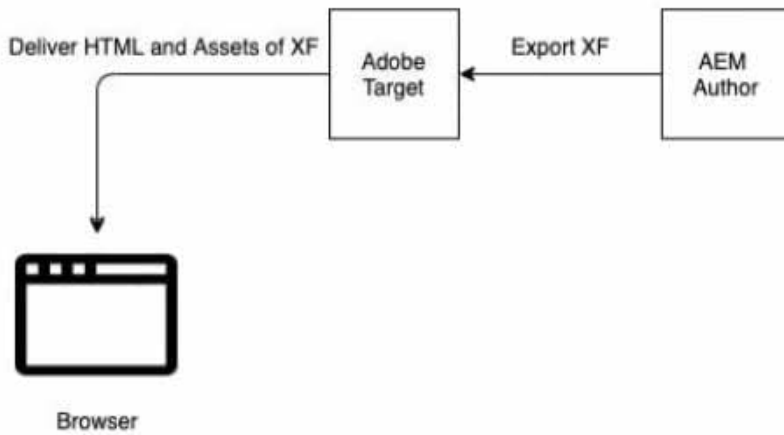 Deliver HTML and Assets of XF
Adobe
Target
Export XF
AEM
Author
Browser